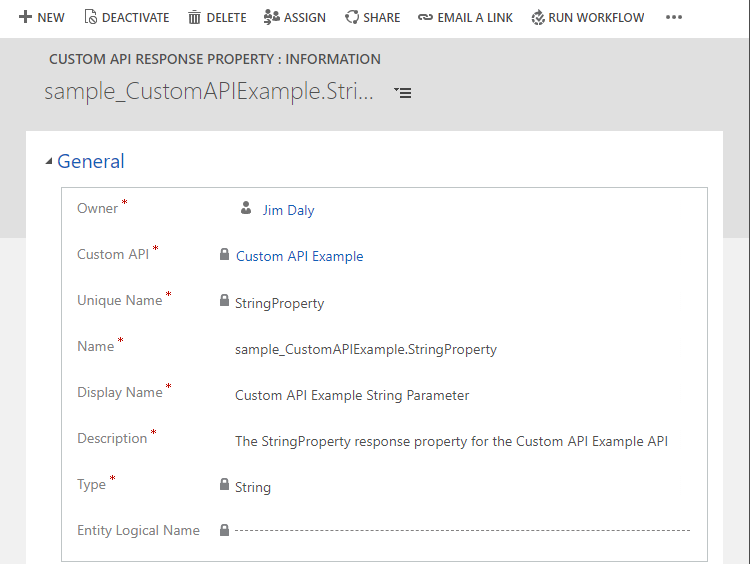 NEW DEACTIVATE DELETE ASSIGN SHARE EMAIL A LINK RUN WORKFLOW •••
CUSTOM API RESPONSE PROPERTY : INFORMATION
sample_CustomAPIExample.Stri...
General
Owner * Jim Daly
Custom API * Custom API Example
Unique Name * StringProperty
Name * sample_CustomAPIExample.StringProperty
Display Name * Custom API Example String Parameter
Description * The StringProperty response property for the Custom API Example API
Type * String
Entity Logical Name